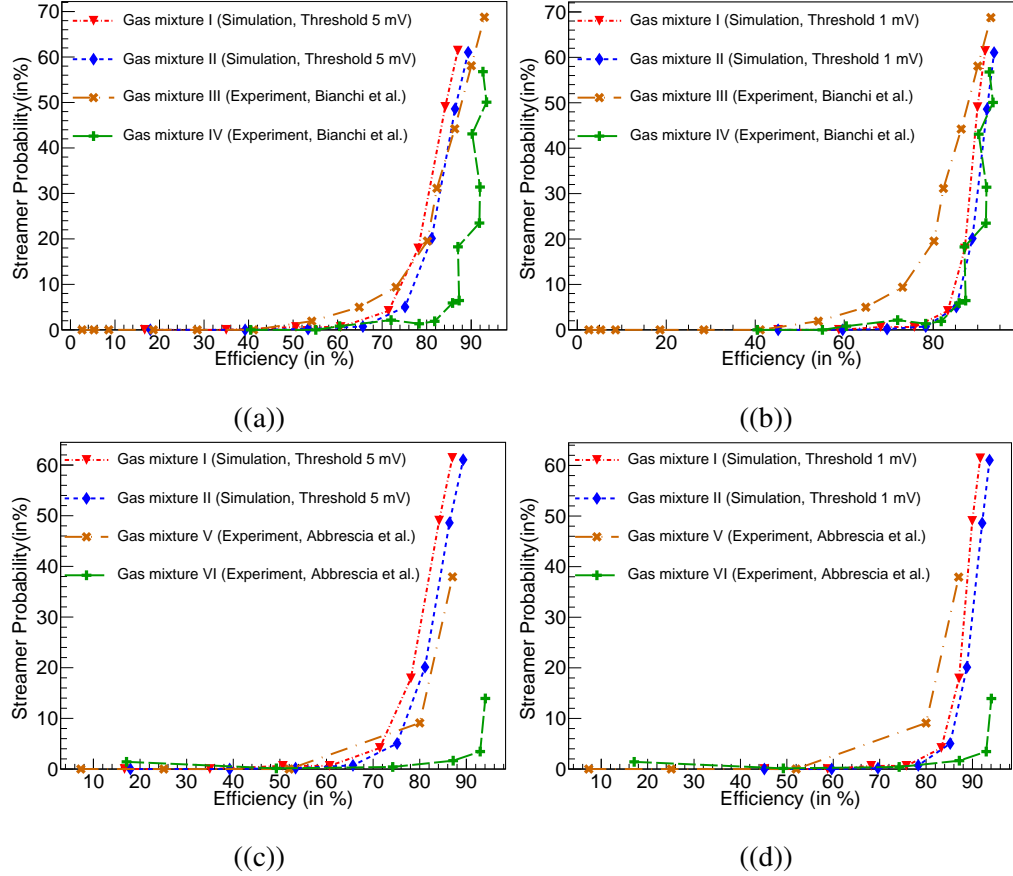 70
60
50
40
30
20
10
0
Streamer Probability(in%)
Gas mixture I (Simulation, Threshold 5 mV)
Gas mixture II (Simulation, Threshold 5 mV)
Gas mixture III (Experiment, Bianchi et al.)
Gas mixture IV (Experiment, Bianchi et al.)
0 10 20 30 40 50 60 70 80 90
Efficiency (in %)
((a))
70
60
50
40
30
20
10
0
Streamer Probability (in%)
Gas mixture I (Simulation, Threshold 1 mV)
Gas mixture II (Simulation, Threshold 1 mV)
Gas mixture III (Experiment, Bianchi et al.)
Gas mixture IV (Experiment, Bianchi et al.)
0 20 40 60 80
Efficiency (in %)
((b))
60
50
40
30
20
10
0
Streamer Probability(in%)
Gas mixture I (Simulation, Threshold 5 mV)
Gas mixture II (Simulation, Threshold 5 mV)
Gas mixture V (Experiment, Abbrescia et al.)
Gas mixture VI (Experiment, Abbrescia et al.)
10 20 30 40 50 60 70 80 90
Efficiency (in %)
((c))
60
50
40
30
20
10
0
Streamer Probability (in%)
Gas mixture I (Simulation, Threshold 1 mV)
Gas mixture II (Simulation, Threshold 1 mV)
Gas mixture V (Experiment, Abbrescia et al.)
Gas mixture VI (Experiment, Abbrescia et al.)
10 20 30 40 50 60 70 80 90
Efficiency (in %)
((d))